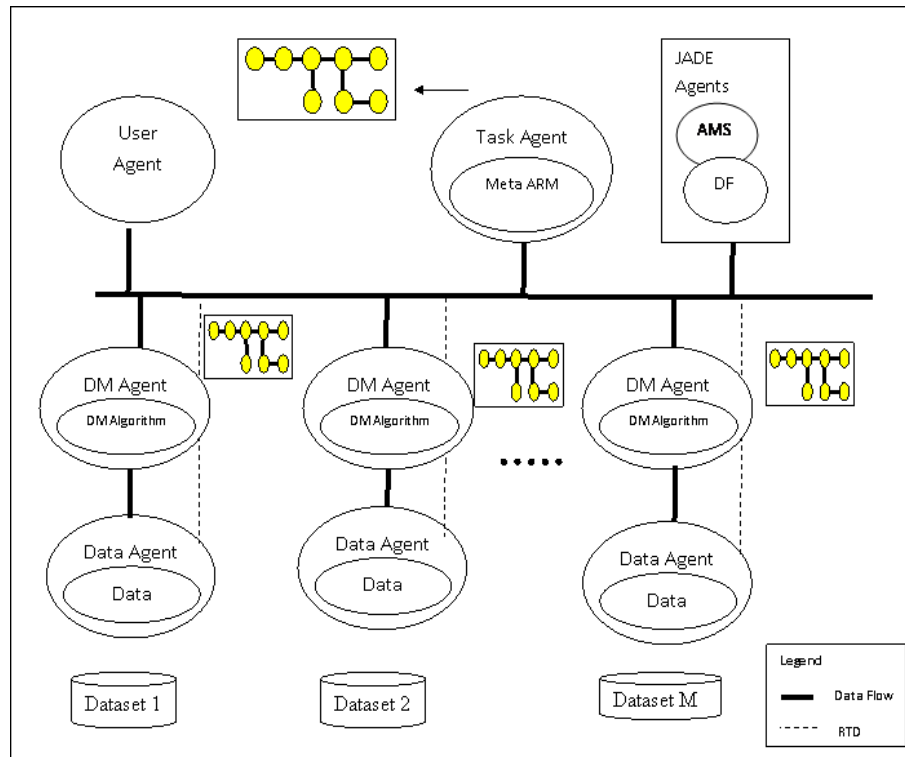 User
Agent
Task Agent
Meta ARM
JADE
Agents
AMS
DF
DM Agent
DM Algorithm
DM Agent
DM Algorithm
DM Agent
DM Algorithm
Data Agent
Data
Data Agent
Data
Data Agent
Data
Dataset 1
Dataset 2
Dataset M
Legend
Data Flow
RTD